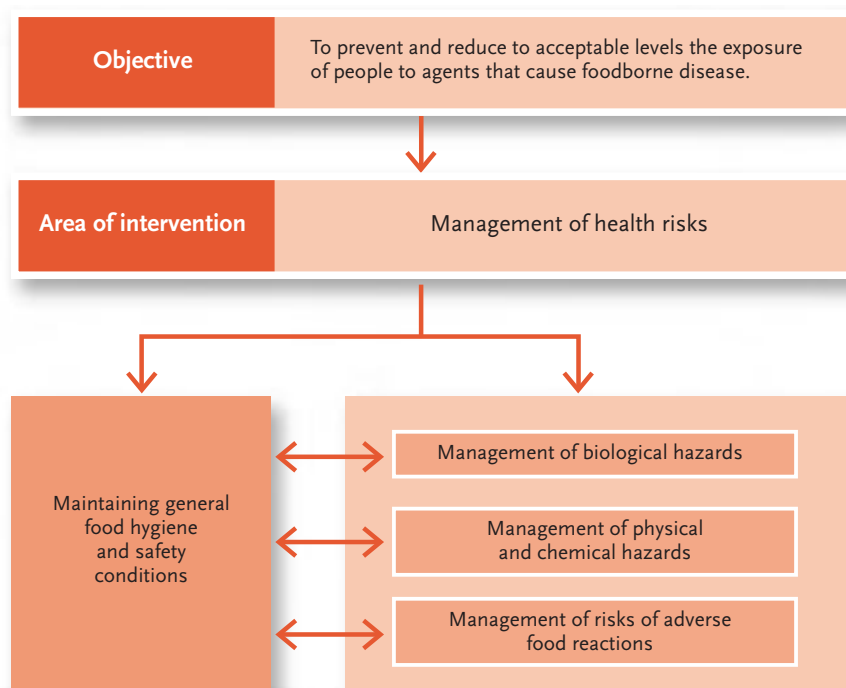 Objective
To prevent and reduce to acceptable levels the exposure
of people to agents that cause foodborne disease.
Area of intervention
Management of health risks
Maintaining general
food hygiene
and safety
conditions
Management of biological hazards
Management of physical
and chemical hazards
Management of risks of adverse
food reactions